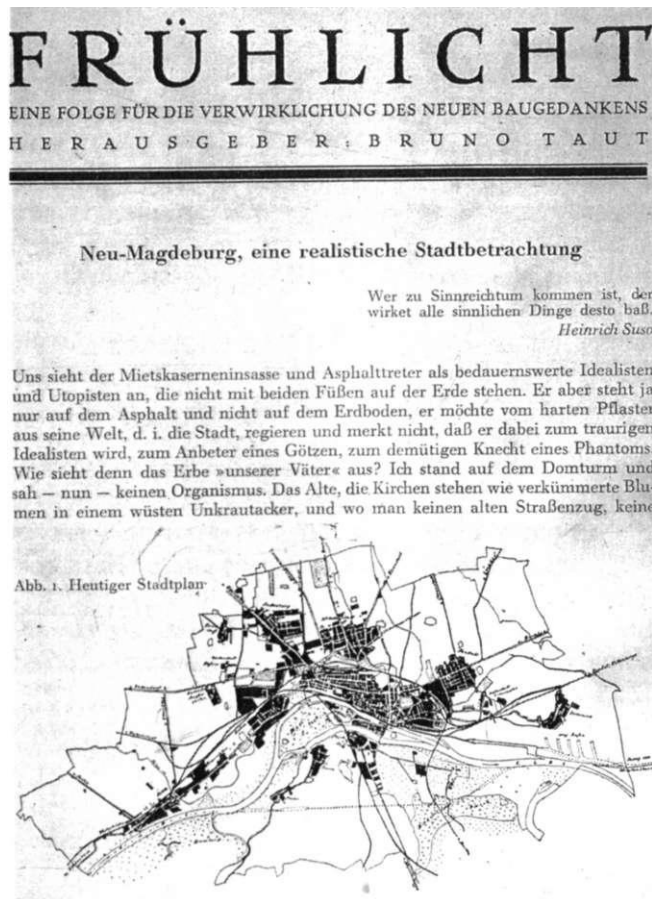 FRÜHLICHT
EINE FOLGE FÜR DIE VERWIRKLICHUNG DES NEUEN BAUGEDANKENS
HERAUSGEBER: BRUNO TAUT
Neu-Magdeburg, eine realistische Stadtbetrachtung
Wer zu Sinnreichtum kommen ist, der
wirket alle sinnlichen Dinge desto baß.
Heinrich Suso
Uns sieht der Mietskaserneninsasse und Asphalttreter als bedauernswerte Idealisten
und Utopisten an, die nicht mit beiden Füßen auf der Erde stehen. Er aber steht ja
nur auf dem Asphalt und nicht auf dem Erdboden, er möchte vom harten Pflaster
aus seine Welt, d. i. die Stadt, regieren und merkt nicht, daß er dabei zum traurigen
Idealisten wird, zum Anbeter eines Götzen, zum demütigen Knecht eines Phantoms.
Wie sieht denn das Erbe »unserer Väter« aus? Ich stand auf dem Domturm und
sah — nun — keinen Organismus. Das Alte, die Kirchen stehen wie verkümmerte Blu-
men in einem wüsten Unkrautacker, und wo man keinen alten Straßenzug, keine
Abb. 1. Heutiger Stadtplan